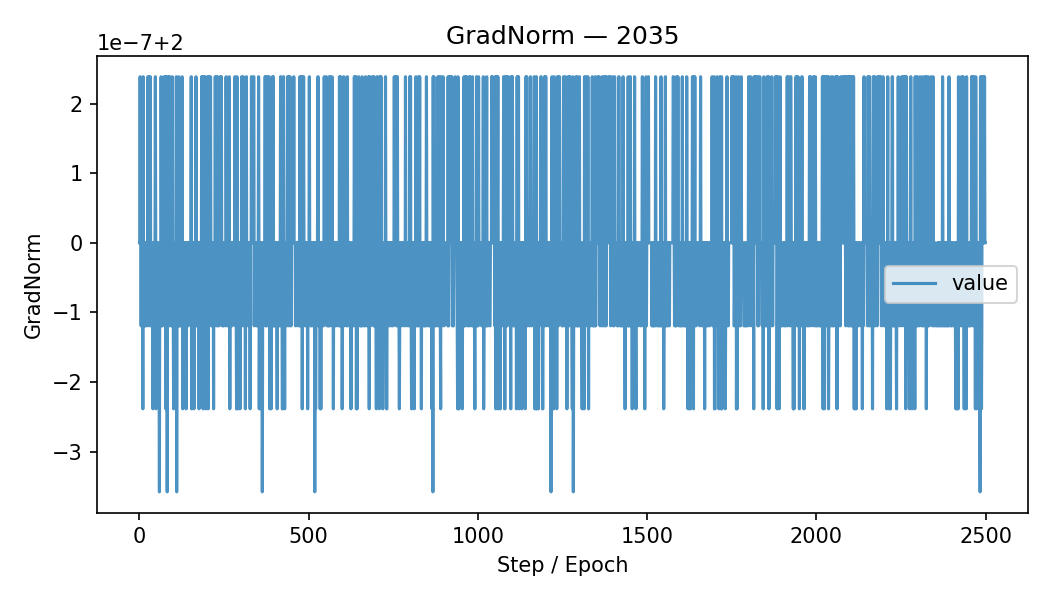 GradNorm — 2035
1e−7+2
2
1
0
−1
−2
−3
GradNorm
value
0
500
1000
1500
2000
2500
Step / Epoch